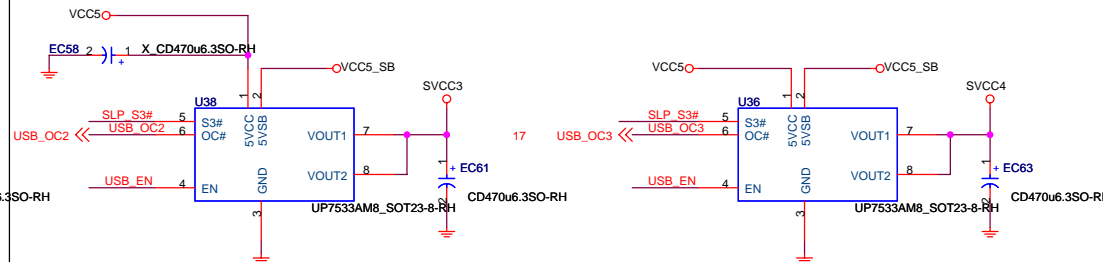 VCC5
EC58 2 1 X_CD470u6.3SO-RH
VCC5_SB
SVCC3
1 2
U38
SLP_S3# 5 S3#
USB_OC2 USB_OC2 6 OC#
5VCC 5VSB
VOUT1 7
VOUT2 8
USB_EN 4 EN
GND
3
UP7533AM8_SOT23-8-RH
1 + EC61
2 CD470u6.3SO-RH
6.3SO-RH
17
VCC5
VCC5_SB
SVCC4
1 2
U36
SLP_S3# 5 S3#
USB_OC3 USB_OC3 6 OC#
5VCC 5VSB
VOUT1 7
VOUT2 8
USB_EN 4 EN
GND
3
UP7533AM8_SOT23-8-RH
1 + EC63
2 CD470u6.3SO-RH